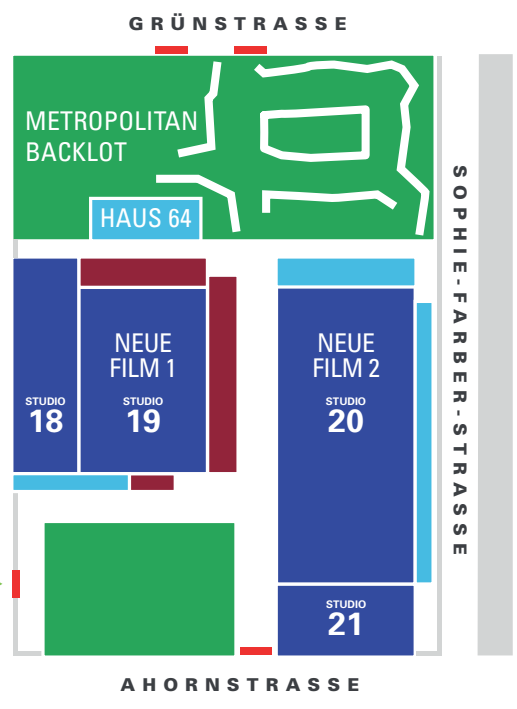 GRÜNSTRASSE
METROPOLITAN
BACKLOT
HAUS 64
SOPHIE-FARBER-STRASSE
NEUE
FILM 1
NEUE
FILM 2
STUDIO
18
STUDIO
19
STUDIO
20
STUDIO
21
AHORNSTRASSE